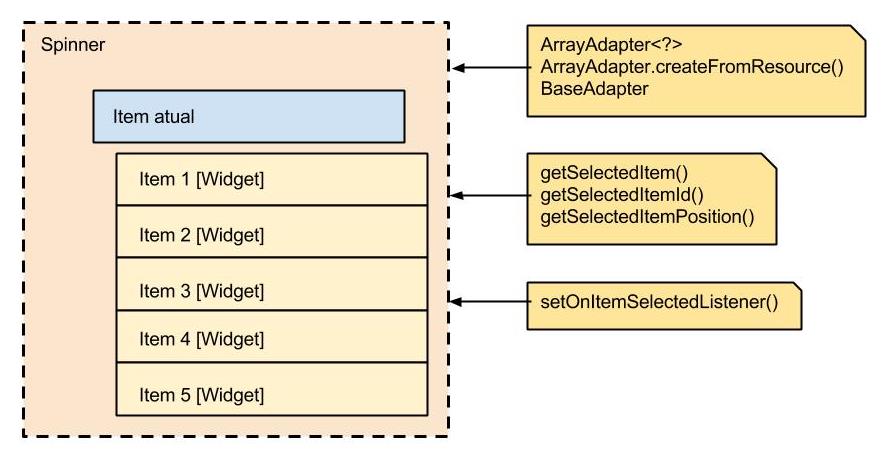 Spinner
Item atual
Item 1 [Widget]
Item 2 [Widget]
Item 3 [Widget]
Item 4 [Widget]
Item 5 [Widget]
ArrayAdapter<?>
ArrayAdapter.createFromResource()
BaseAdapter
getSelectedItem()
getSelectedItemId()
getSelectedItemPosition()
setOnItemSelectedListener()